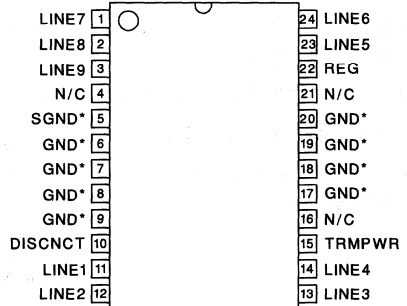 LINE7 1 24 LINE6
LINE8 2 23 LINE5
LINE9 3 22 REG
N/C 4 21 N/C
SGND* 5 20 GND*
GND* 6 19 GND*
GND* 7 18 GND*
GND* 8 17 GND*
GND* 9 16 N/C
DISCNCT 10 15 TRMPWR
LINE1 11 14 LINE4
LINE2 12 13 LINE3